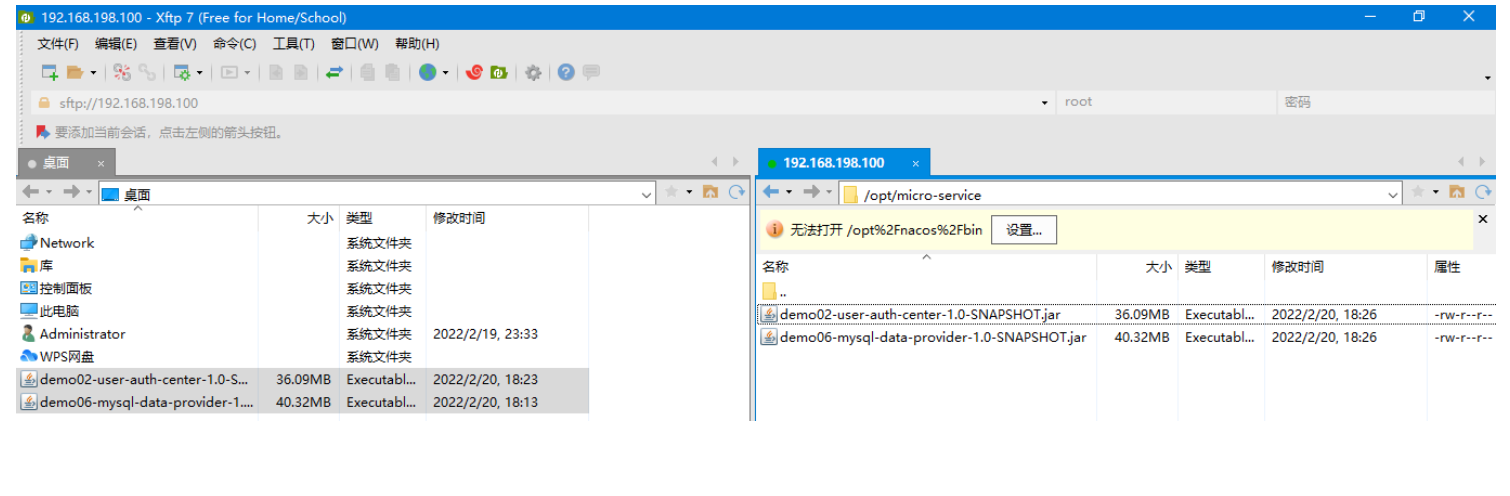 192.168.198.100 - Xftp 7 (Free for Home/School)
文件(F) 编辑(E) 查看(V) 命令(C) 工具(T) 窗口(W) 帮助(H)
sftp://192.168.198.100 root 密码
要添加当前会话，点击左侧的箭头按钮。
桌面 ×
桌面
名称 大小 类型 修改时间
Network 系统文件夹
库 系统文件夹
控制面板 系统文件夹
此电脑 系统文件夹
Administrator 系统文件夹 2022/2/19, 23:33
WPS网盘 系统文件夹
demo02-user-auth-center-1.0-S... 36.09MB Executabl... 2022/2/20, 18:23
demo06-mysql-data-provider-1.... 40.32MB Executabl... 2022/2/20, 18:13
192.168.198.100 ×
/opt/micro-service
无法打开 /opt%2Fnacos%2Fbin 设置...
名称 大小 类型 修改时间 属性
..
demo02-user-auth-center-1.0-SNAPSHOT.jar 36.09MB Executabl... 2022/2/20, 18:26 -rw-r--r--
demo06-mysql-data-provider-1.0-SNAPSHOT.jar 40.32MB Executabl... 2022/2/20, 18:26 -rw-r--r--